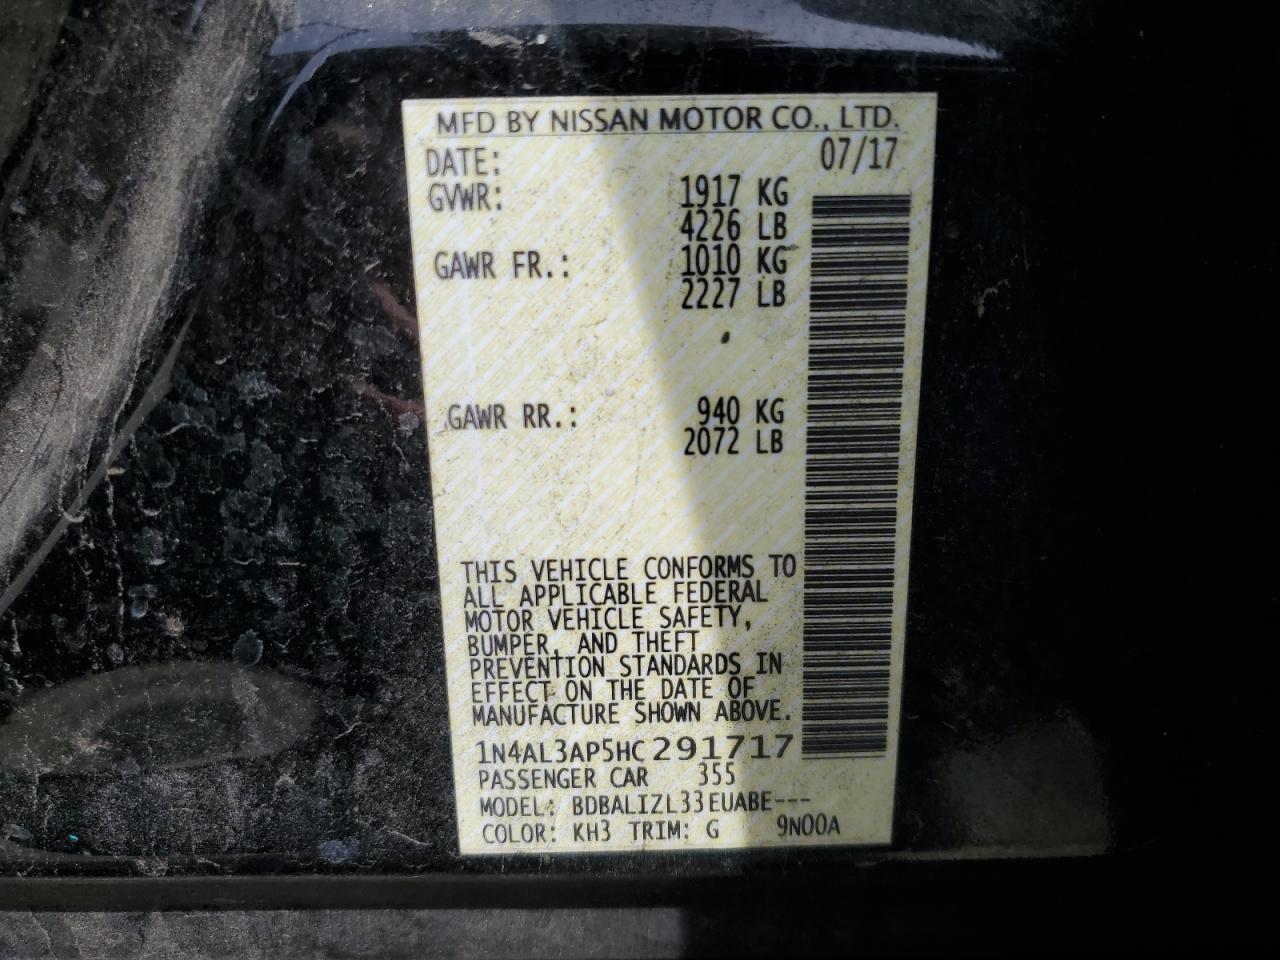 MFD BY NISSAN MOTOR CO., LTD.
DATE: 07/17
GVWR: 1917 KG
4226 LB
GAWR FR.: 1010 KG
2227 LB
GAWR RR.: 940 KG
2072 LB
THIS VEHICLE CONFORMS TO
ALL APPLICABLE FEDERAL
MOTOR VEHICLE SAFETY,
BUMPER, AND THEFT
PREVENTION STANDARDS IN
EFFECT ON THE DATE OF
MANUFACTURE SHOWN ABOVE.
1N4AL3AP5HC291717
PASSENGER CAR 355
MODEL: BDBALIZL33EUABE---
COLOR: KH3 TRIM: G 9N00A